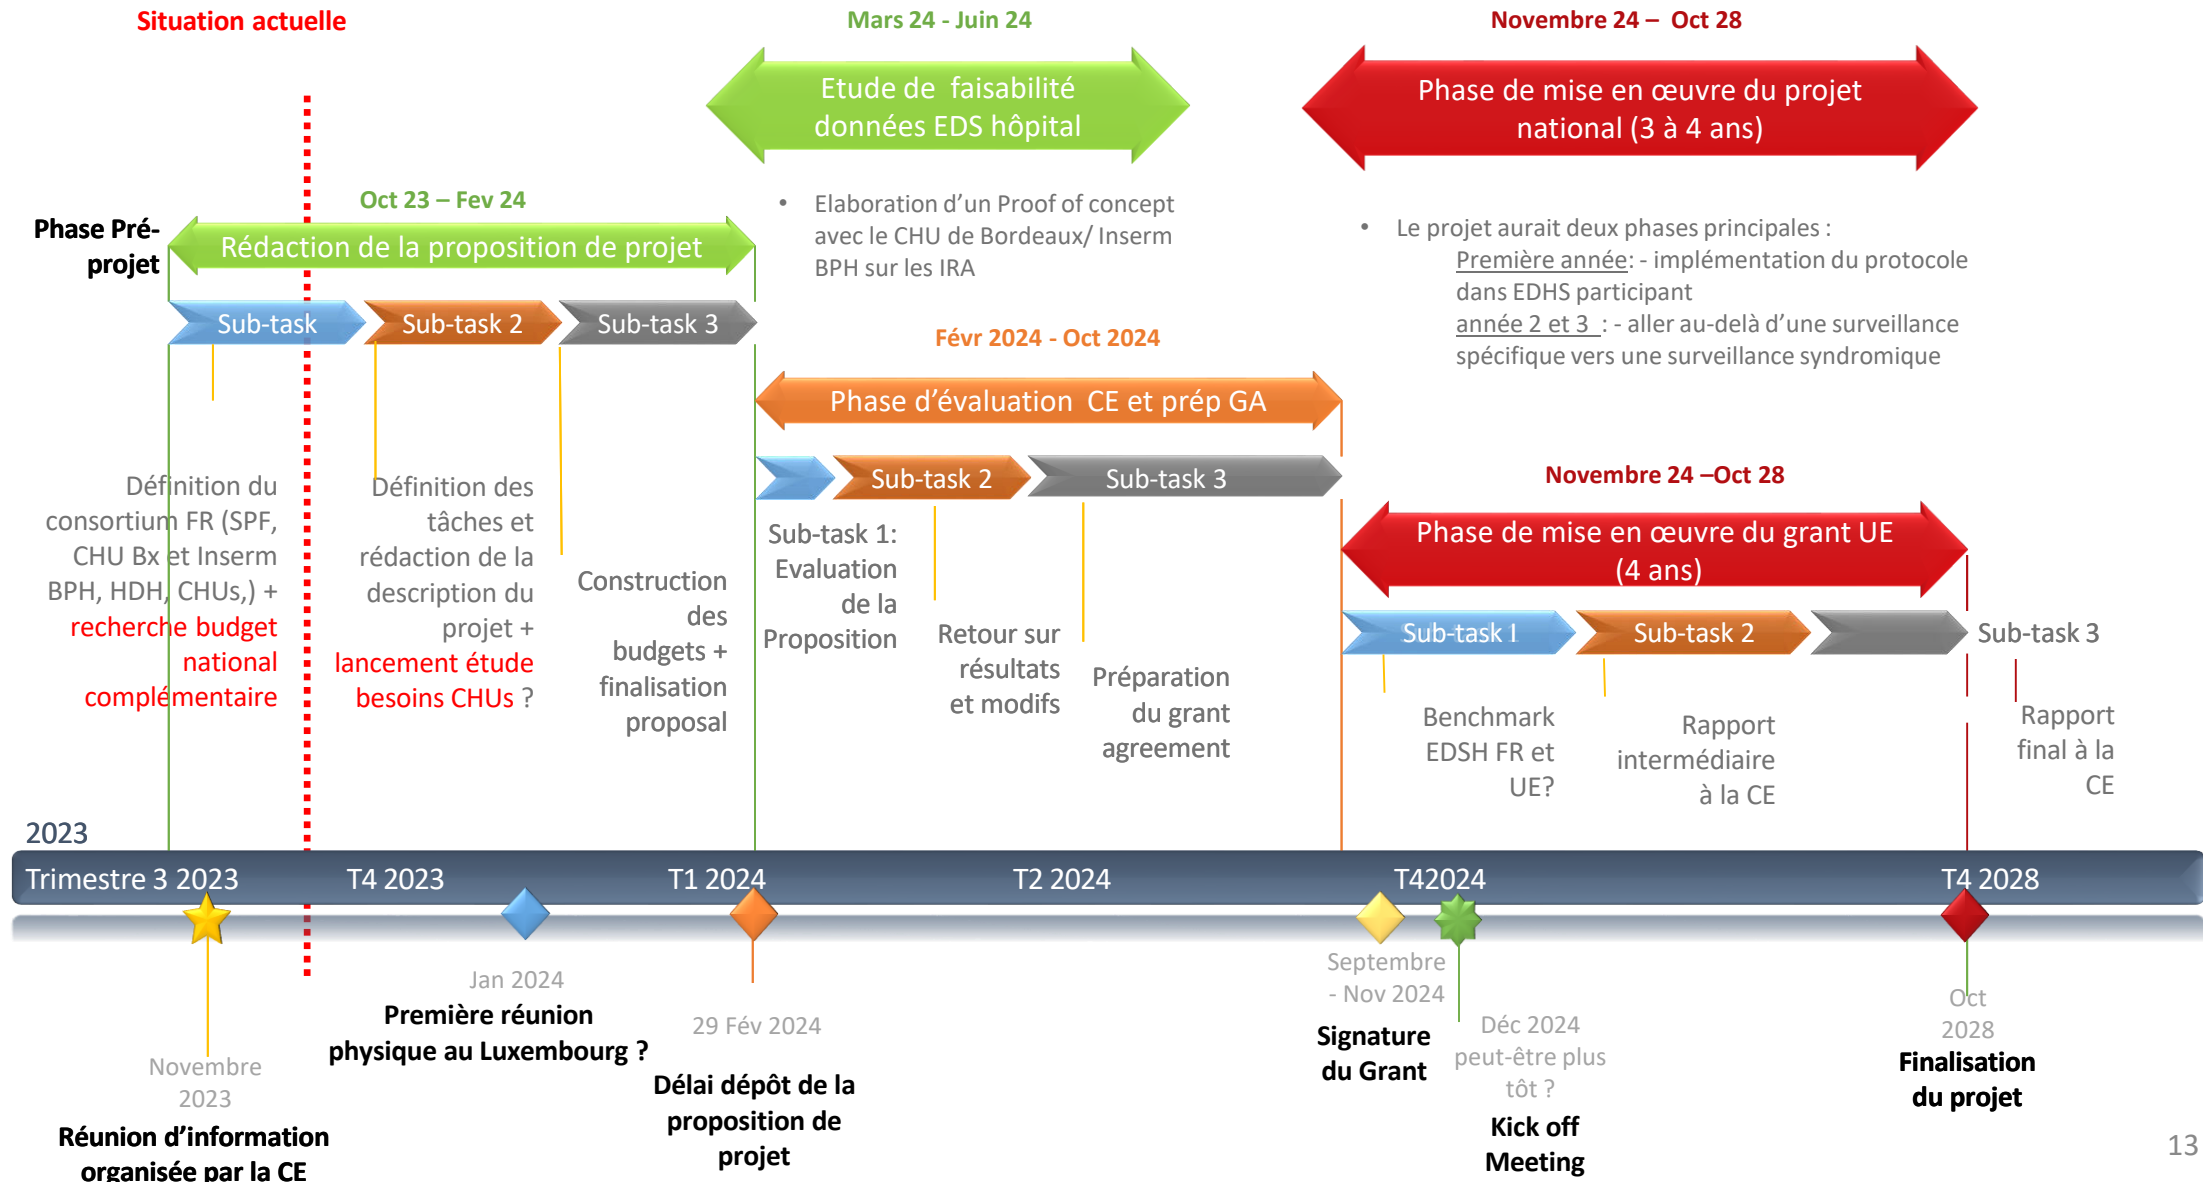 Situation actuelle
Mars 24 - Juin 24
Novembre 24 – Oct 28
Etude de faisabilité
données EDS hôpital
Phase de mise en œuvre du projet
national (3 à 4 ans)
Oct 23 – Fev 24
Phase Pré-
projet
Rédaction de la proposition de projet
• Elaboration d’un Proof of concept
avec le CHU de Bordeaux/ Inserm
BPH sur les IRA
• Le projet aurait deux phases principales :
Première année: - implémentation du protocole
dans EDHS participant
année 2 et 3 : - aller au-delà d’une surveillance
spécifique vers une surveillance syndromique
Sub-task
Sub-task 2
Sub-task 3
Févr 2024 - Oct 2024
Phase d’évaluation CE et prép GA
Sub-task 2
Sub-task 3
Définition du
consortium FR (SPF,
CHU Bx et Inserm
BPH, HDH, CHUs,) +
recherche budget
national
complémentaire
Définition des
tâches et
rédaction de la
description du
projet +
lancement étude
besoins CHUs ?
Construction
des
budgets +
finalisation
proposal
Sub-task 1:
Evaluation
de la
Proposition
Retour sur
résultats
et modifs
Préparation
du grant
agreement
Novembre 24 –Oct 28
Phase de mise en œuvre du grant UE
(4 ans)
Sub-task 1
Sub-task 2
Sub-task 3
Benchmark
EDSH FR et
UE?
Rapport
intermédiaire
à la CE
Rapport
final à la
CE
2023
Trimestre 3 2023
T4 2023
T1 2024
T2 2024
T42024
T4 2028
Novembre
2023
Réunion d’information
organisée par la CE
Jan 2024
Première réunion
physique au Luxembourg ?
29 Fév 2024
Délai dépôt de la
proposition de
projet
Septembre
- Nov 2024
Signature
du Grant
Déc 2024
peut-être plus
tôt ?
Kick off
Meeting
Oct
2028
Finalisation
du projet
13